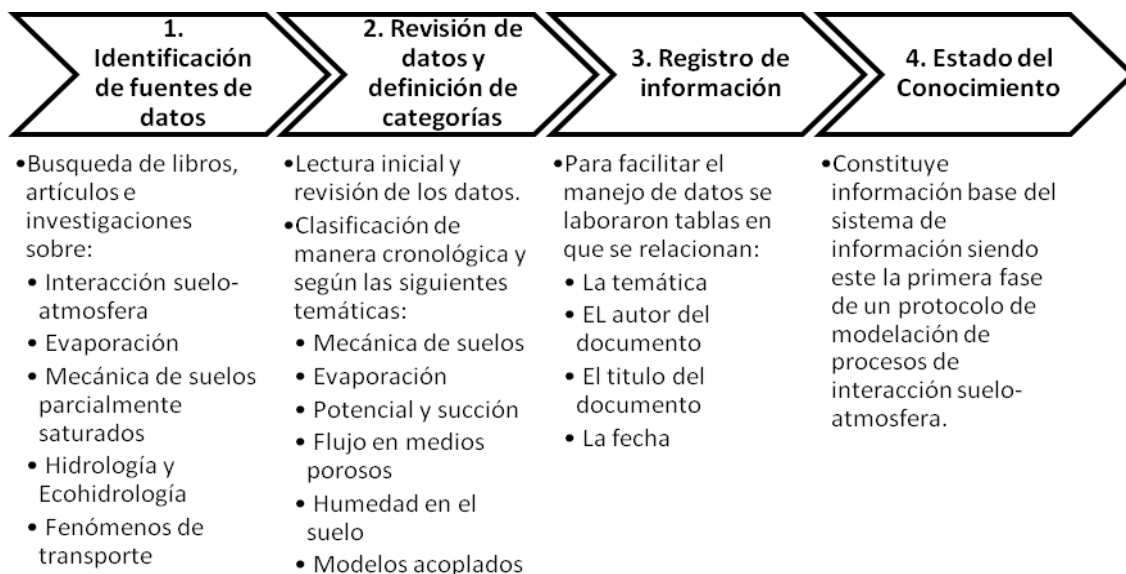 1.
Identificación
de fuentes de
datos
2. Revisión de
datos y
definición de
categorías
3. Registro de
información
4. Estado del
Conocimiento
•Busqueda de libros,
artículos e
investigaciones
sobre:
• Interacción suelo-
atmosfera
• Evaporación
• Mecánica de suelos
parcialmente
saturados
• Hidrología y
Ecohidrología
• Fenómenos de
transporte
•Lectura inicial y
revisión de los datos.
•Clasificación de
manera cronológica y
según las siguientes
temáticas:
• Mecánica de suelos
• Evaporación
• Potencial y succión
• Flujo en medios
porosos
• Humedad en el
suelo
• Modelos acoplados
•Para facilitar el
manejo de datos se
laboraron tablas en
que se relacionan:
• La temática
• EL autor del
documento
• El titulo del
documento
• La fecha
•Constituye
información base del
sistema de
información siendo
este la primera fase
de un protocolo de
modelación de
procesos de
interacción suelo-
atmosfera.